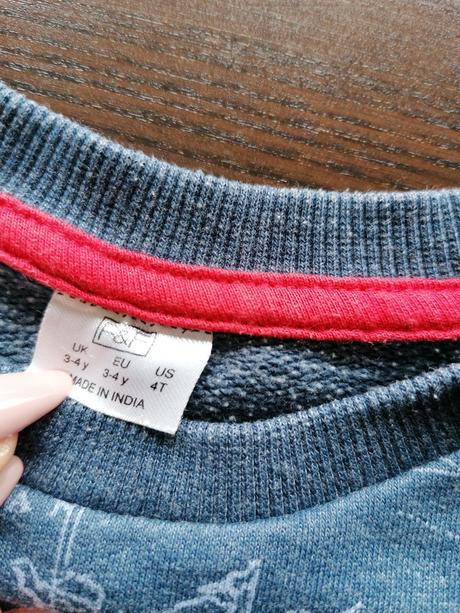 F&F
UK EU US
3-4 y 3-4 y 4T
MADE IN INDIA